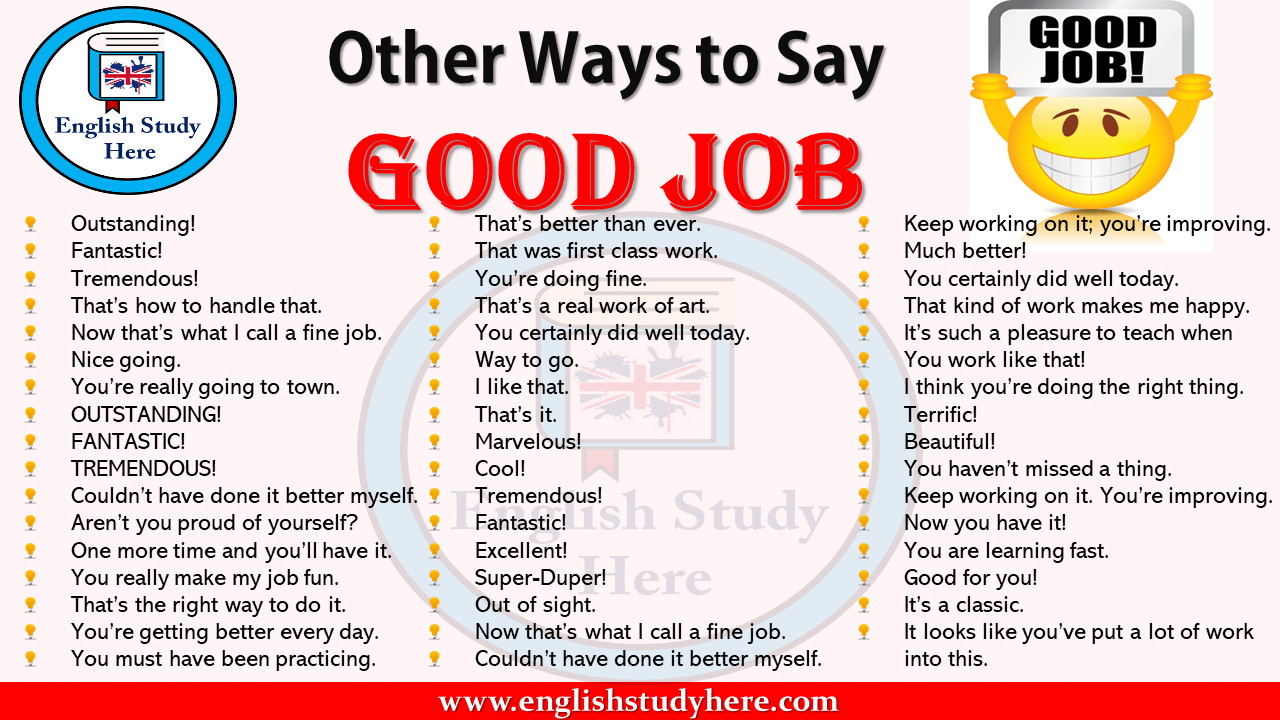 English Study
Here
Other Ways to Say
GOOD JOB
GOOD
JOB!
Outstanding!
Fantastic!
Tremendous!
That's how to handle that.
Now that's what I call a fine job.
Nice going.
You're really going to town.
OUTSTANDING!
FANTASTIC!
TREMENDOUS!
Couldn't have done it better myself.
Aren't you proud of yourself?
One more time and you'll have it.
You really make my job fun.
That's the right way to do it.
You're getting better every day.
You must have been practicing.
That's better than ever.
That was first class work.
You're doing fine.
That's a real work of art.
You certainly did well today.
Way to go.
I like that.
That's it.
Marvelous!
Cool!
Tremendous!
Fantastic!
Excellent!
Super-Duper!
Out of sight.
Now that's what I call a fine job.
Couldn't have done it better myself.
Keep working on it; you're improving.
Much better!
You certainly did well today.
That kind of work makes me happy.
It's such a pleasure to teach when
You work like that!
I think you're doing the right thing.
Terrific!
Beautiful!
You haven't missed a thing.
Keep working on it. You're improving.
Now you have it!
You are learning fast.
Good for you!
It's a classic.
It looks like you've put a lot of work
into this.
English Study
Here
www.englishstudyhere.com